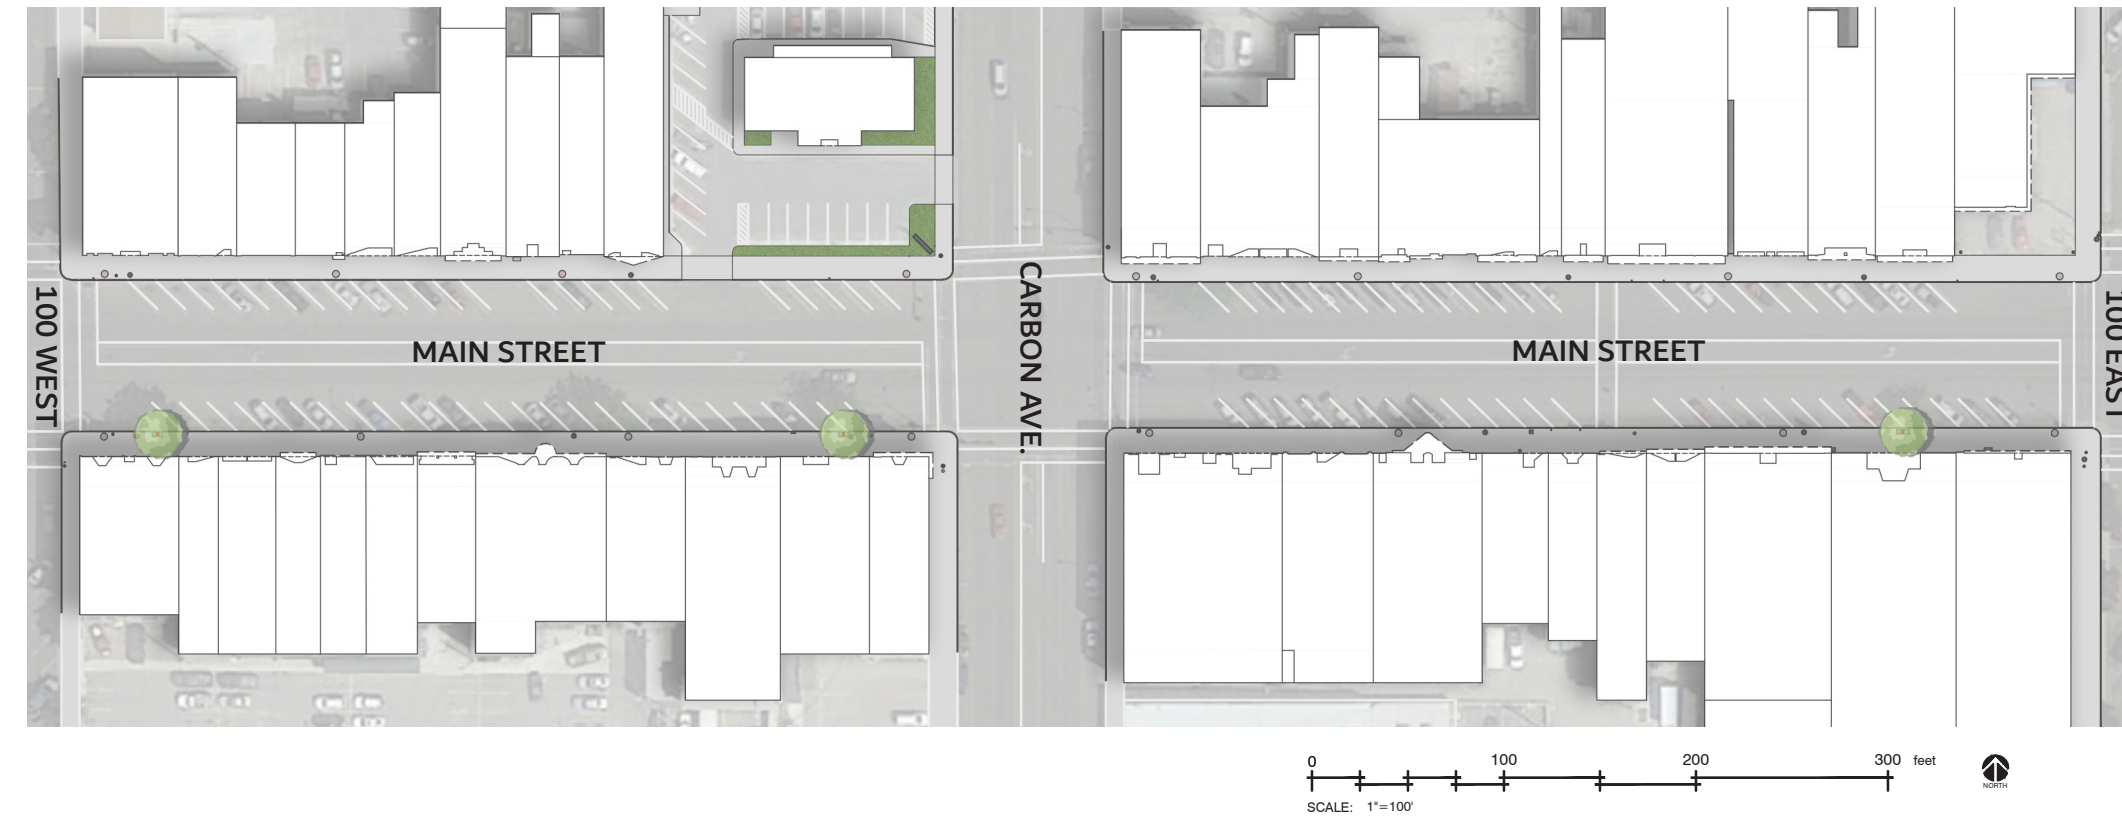 100 WEST
MAIN STREET
CARBON AVE.
MAIN STREET
100 EAST
0 100 200 300 feet
SCALE: 1"=100'
NORTH